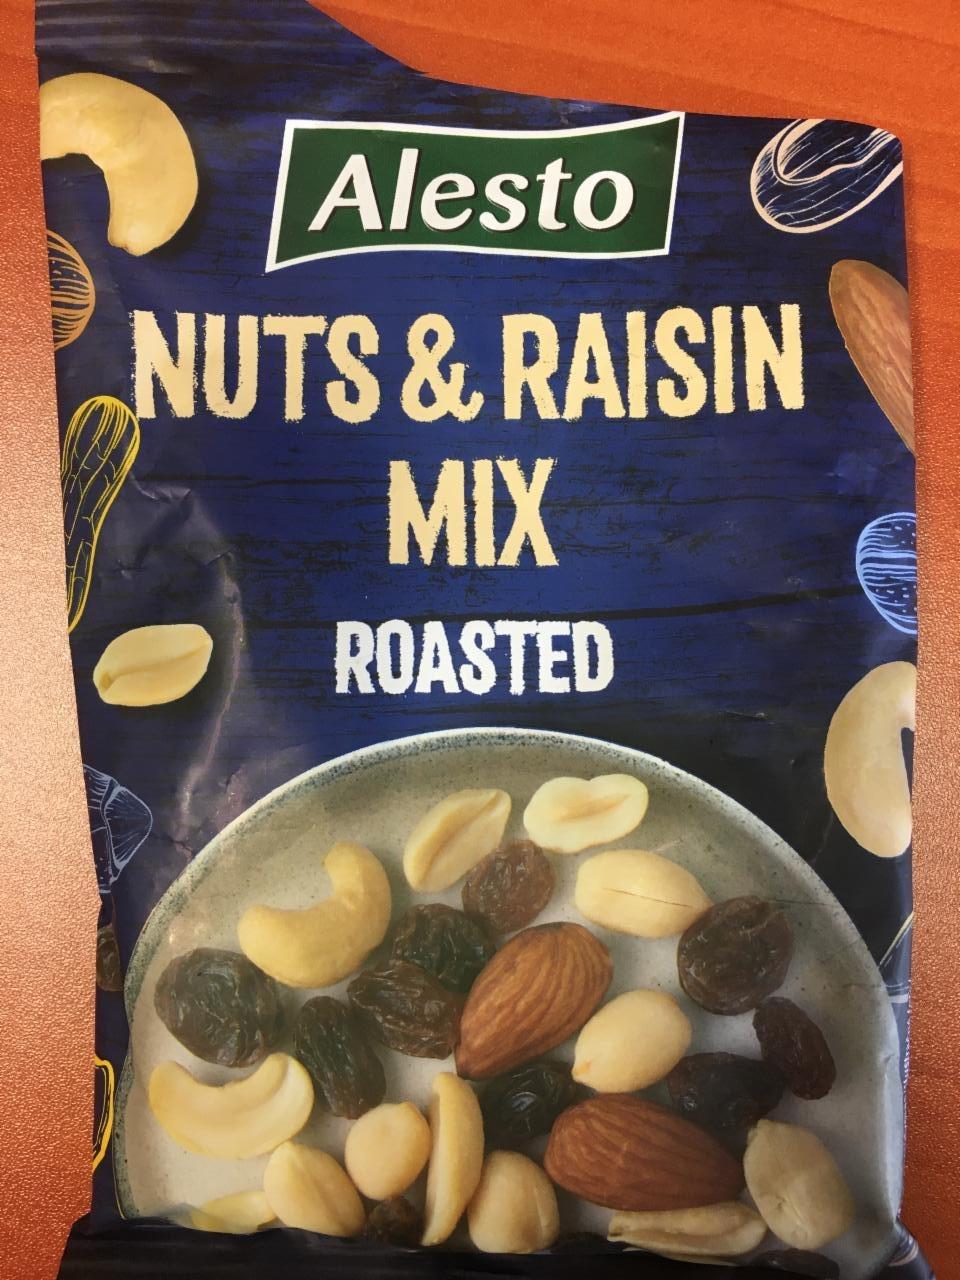 Alesto
NUTS & RAISIN
MIX
ROASTED